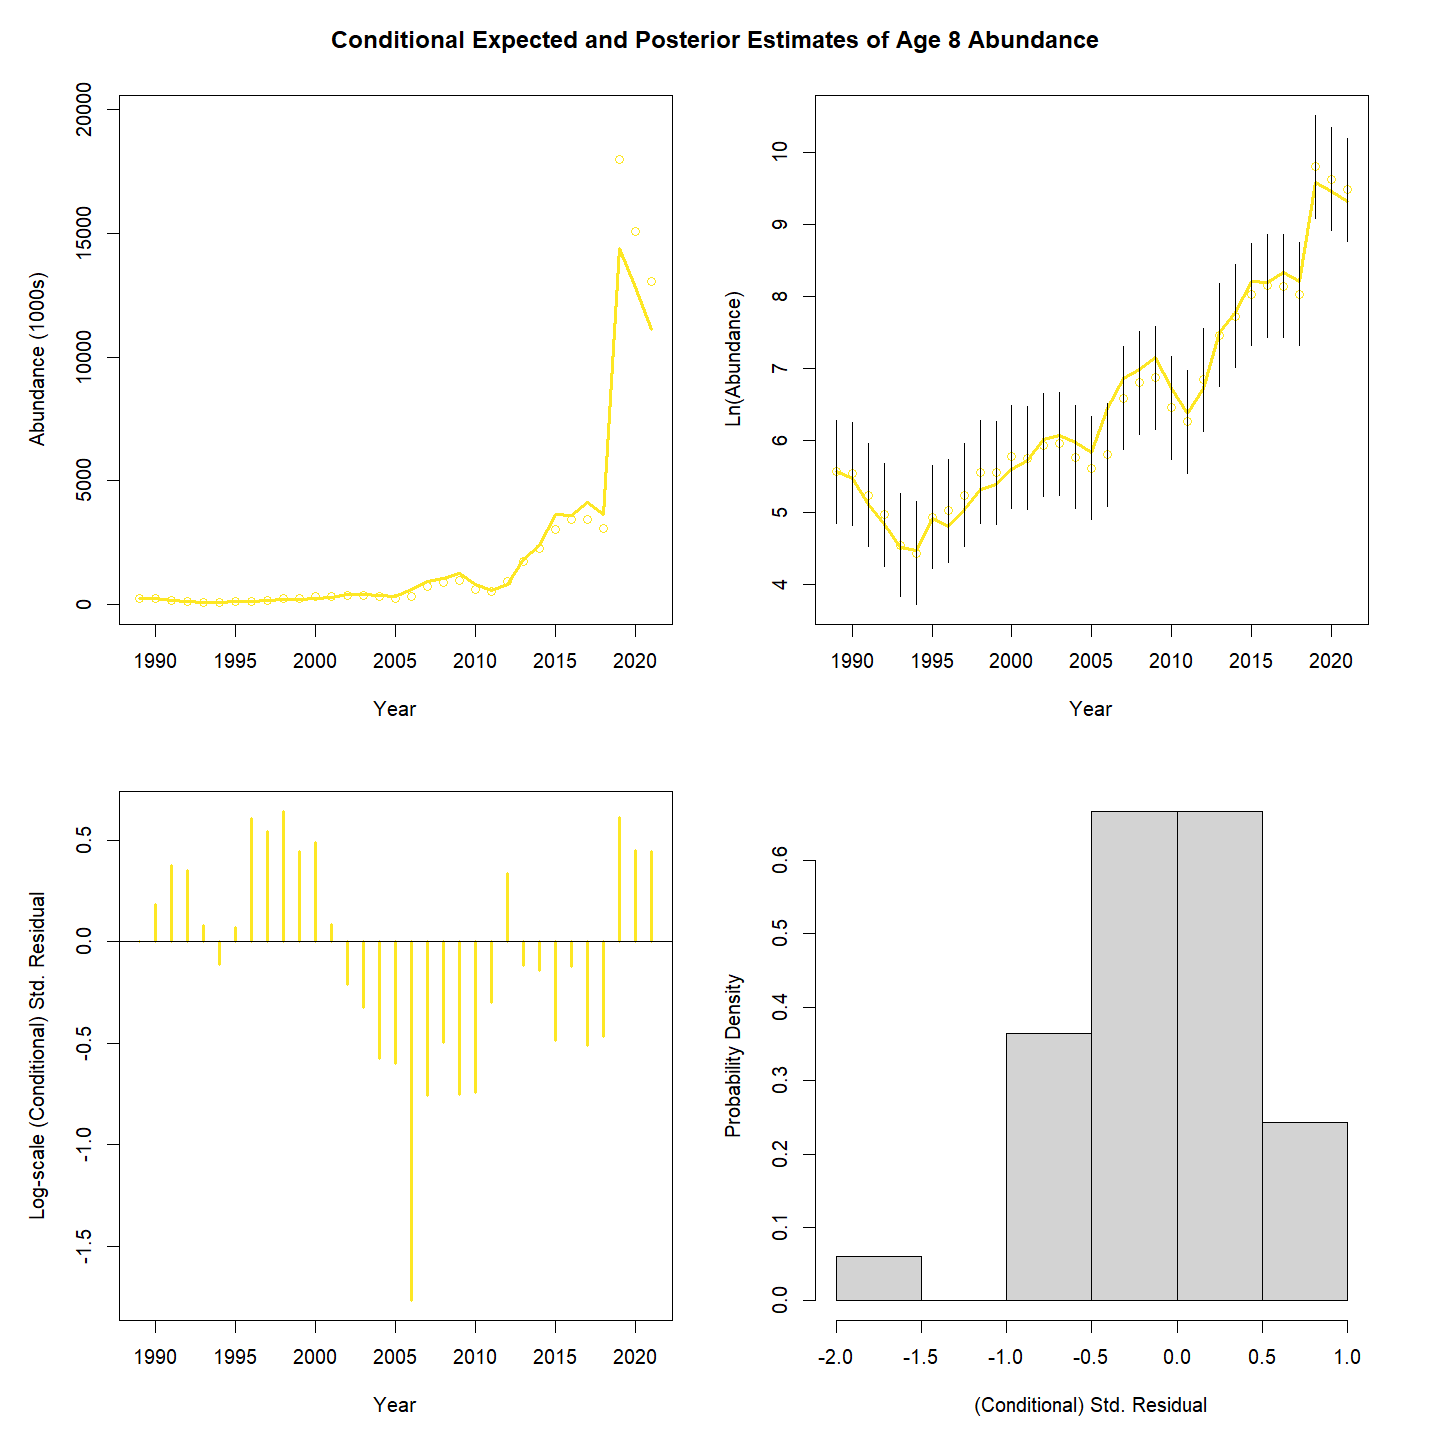 Conditional Expected and Posterior Estimates of Age 8 Abundance
Abundance (1000s)
20000
15000
10000
5000
0
1990 1995 2000 2005 2010 2015 2020
Year
Ln(Abundance)
10
9
8
7
6
5
4
1990 1995 2000 2005 2010 2015 2020
Year
Log-scale (Conditional) Std. Residual
0.5
0.0
-0.5
-1.0
-1.5
1990 1995 2000 2005 2010 2015 2020
Year
Probability Density
0.6
0.5
0.4
0.3
0.2
0.1
0.0
-2.0 -1.5 -1.0 -0.5 0.0 0.5 1.0
(Conditional) Std. Residual